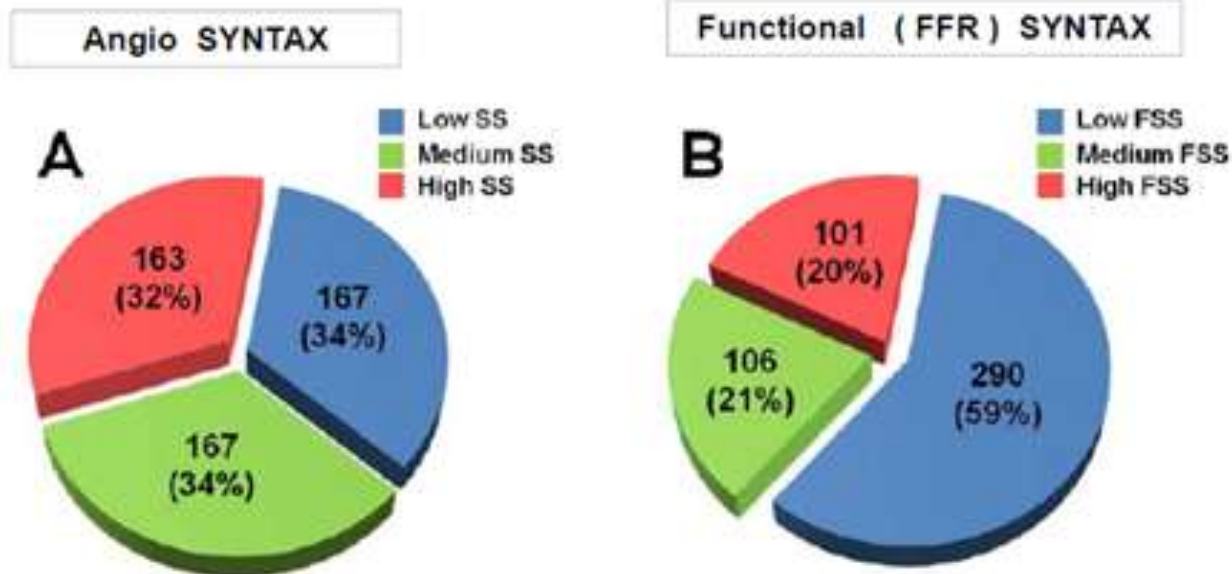 Angio SYNTAX
Functional ( FFR ) SYNTAX
A
Low SS
Medium SS
High SS
163
(32%)
167
(34%)
167
(34%)
B
Low FSS
Medium FSS
High FSS
101
(20%)
106
(21%)
290
(59%)